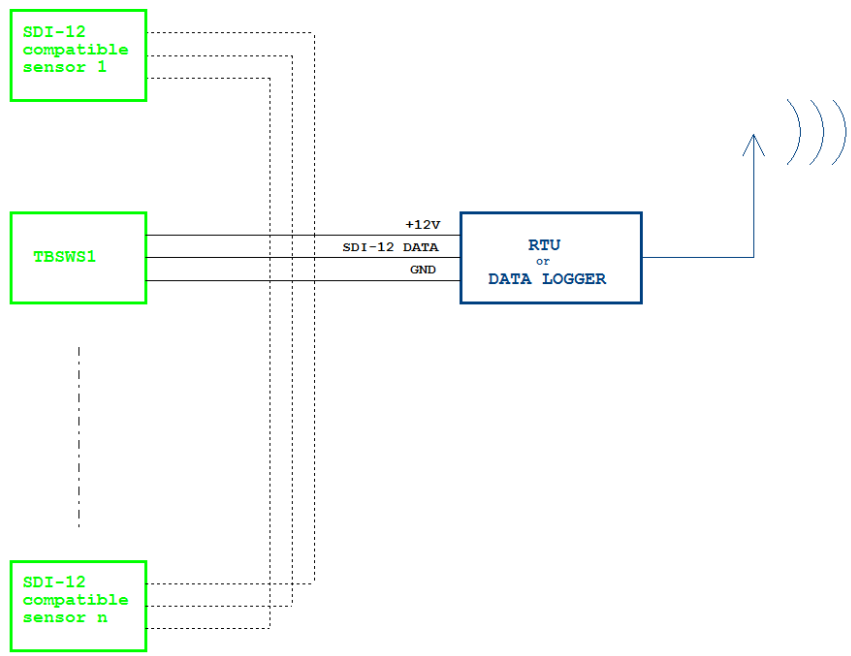 SDI-12
compatible
sensor 1
TBSWS1
+12V
SDI-12 DATA
GND
RTU
or
DATA LOGGER
SDI-12
compatible
sensor n